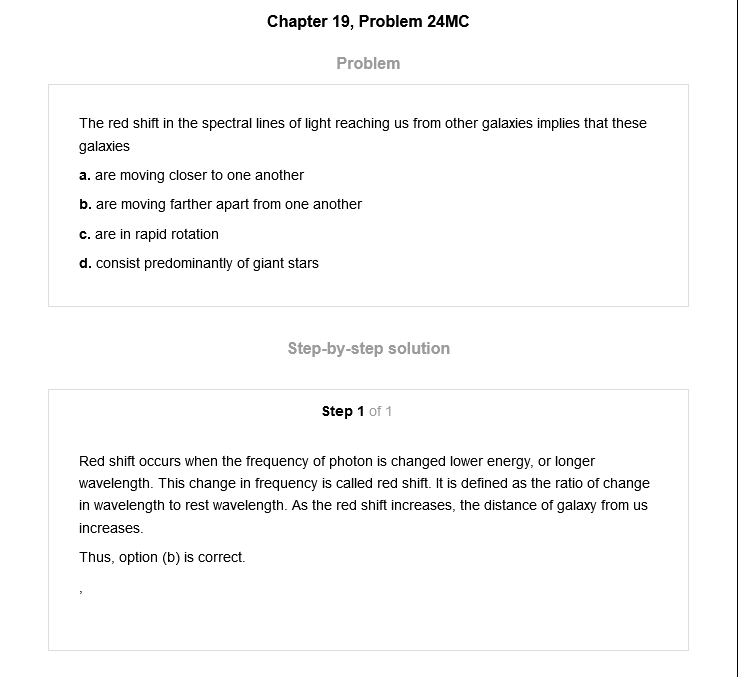 Chapter 19, Problem 24MC
Problem
The red shift in the spectral lines of light reaching us from other galaxies implies that these
galaxies
a. are moving closer to one another
b. are moving farther apart from one another
c. are in rapid rotation
d. consist predominantly of giant stars
Step-by-step solution
Step 1 of 1
Red shift occurs when the frequency of photon is changed lower energy, or longer
wavelength. This change in frequency is called red shift. It is defined as the ratio of change
in wavelength to rest wavelength. As the red shift increases, the distance of galaxy from us
increases.
Thus, option (b) is correct.
,